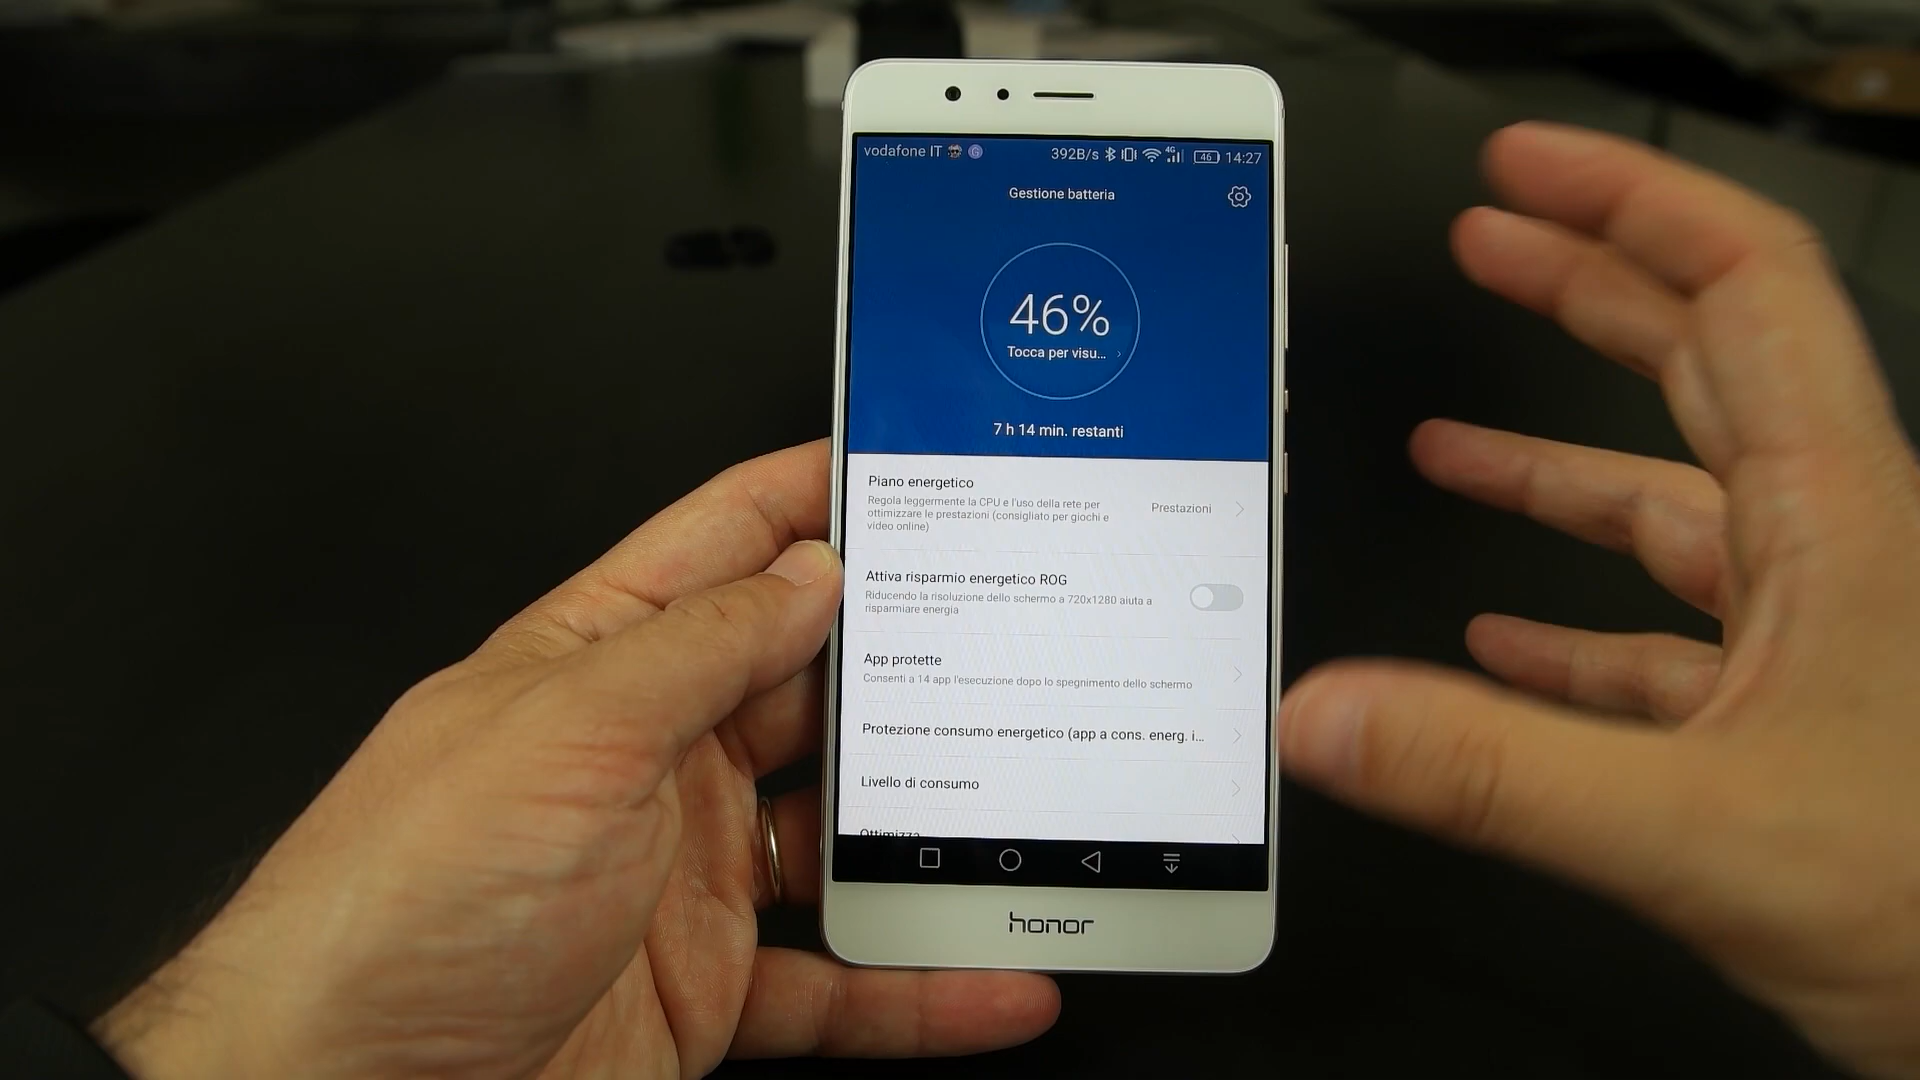 vodafone IT
392B/s 4G 46 14:27
Gestione batteria
46%
Tocca per visu...
7 h 14 min. restanti
Piano energetico
Regola leggermente la CPU e l'uso della rete per
ottimizzare le prestazioni (consigliato per giochi e
video online)
Prestazioni
Attiva risparmio energetico ROG
Riducendo la risoluzione dello schermo a 720x1280 aiuta a
risparmiare energia
App protette
Consenti a 14 app l'esecuzione dopo lo spegnimento dello schermo
Protezione consumo energetico (app a cons. energ. i...
Livello di consumo
Ottimizza
honor